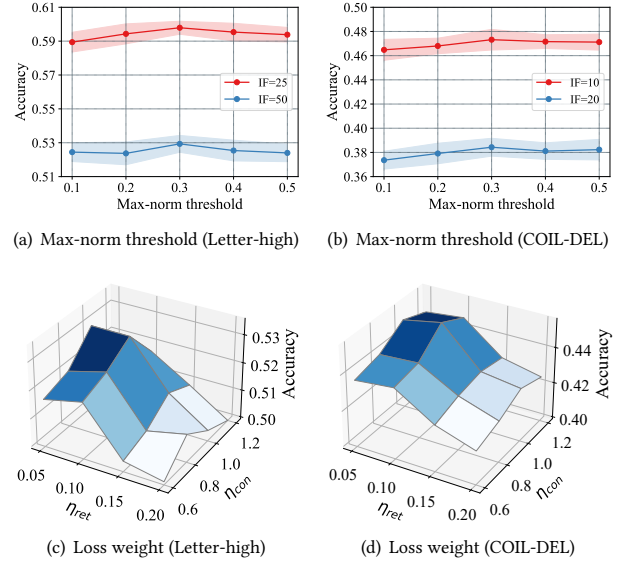 0.61
0.59
0.57
0.55
0.53
0.51
Accuracy
IF=25
IF=50
0.1 0.2 0.3 0.4 0.5
Max-norm threshold
(a) Max-norm threshold (Letter-high)
0.50
0.48
0.46
0.44
0.42
0.40
0.38
0.36
Accuracy
IF=10
IF=20
0.1 0.2 0.3 0.4 0.5
Max-norm threshold
(b) Max-norm threshold (COIL-DEL)
0.53
0.52
0.51
0.50
Accuracy
1.2
1.0
0.8
0.6
η_con
0.05
0.10
0.15
0.20
η_ret
(c) Loss weight (Letter-high)
0.44
0.42
0.40
Accuracy
1.2
1.0
0.8
0.6
η_con
0.05
0.10
0.15
0.20
η_ret
(d) Loss weight (COIL-DEL)